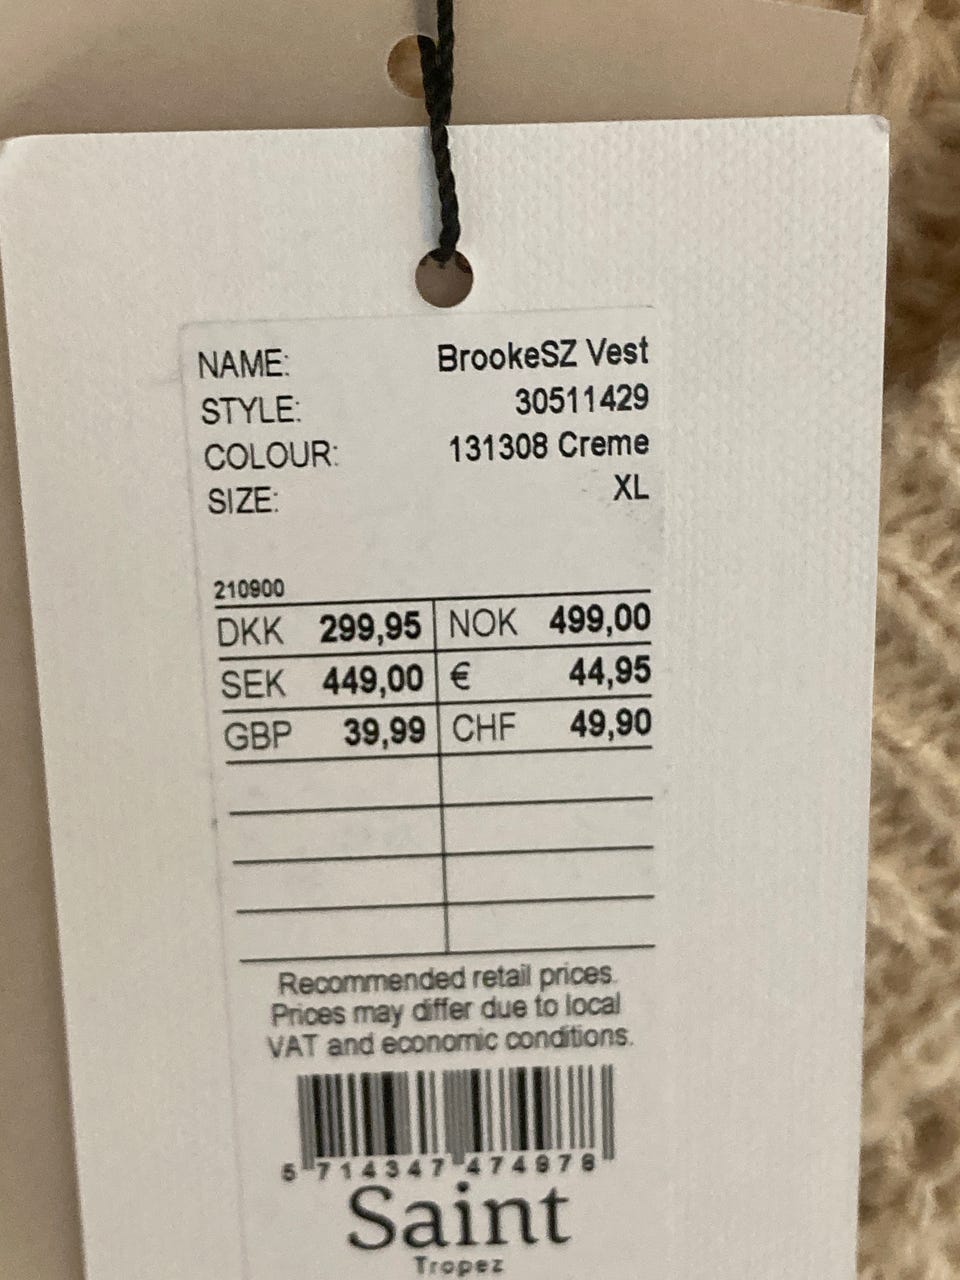 NAME: BrookeSZ Vest
STYLE: 30511429
COLOUR: 131308 Creme
SIZE: XL
210900
DKK 299,95 NOK 499,00
SEK 449,00 € 44,95
GBP 39,99 CHF 49,90
Recommended retail prices.
Prices may differ due to local
VAT and economic conditions.
5 714347 474978
Saint
Tropez